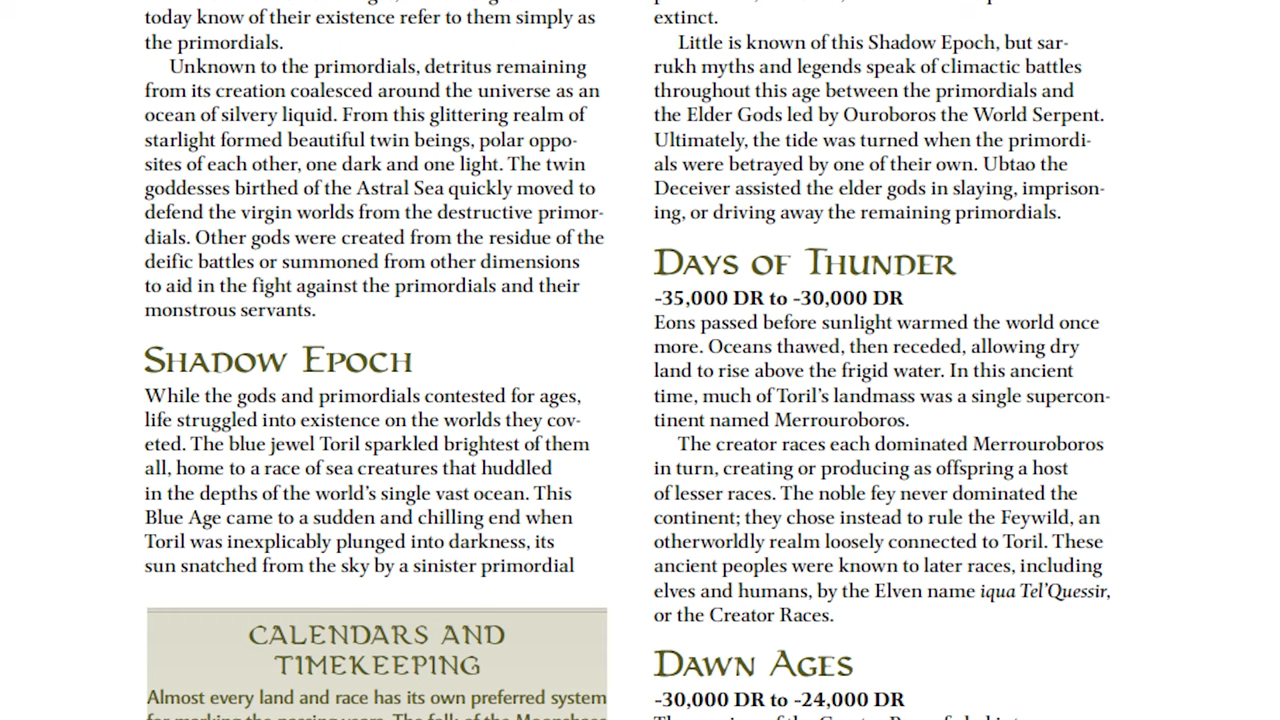 today know of their existence refer to them simply as
the primordials.
Unknown to the primordials, detritus remaining
from its creation coalesced around the universe as an
ocean of silvery liquid. From this glittering realm of
starlight formed beautiful twin beings, polar oppo-
sites of each other, one dark and one light. The twin
goddesses birthed of the Astral Sea quickly moved to
defend the virgin worlds from the destructive primor-
dials. Other gods were created from the residue of the
deific battles or summoned from other dimensions
to aid in the fight against the primordials and their
monstrous servants.
Shadow Epoch
While the gods and primordials contested for ages,
life struggled into existence on the worlds they cov-
eted. The blue jewel Toril sparkled brightest of them
all, home to a race of sea creatures that huddled
in the depths of the world's single vast ocean. This
Blue Age came to a sudden and chilling end when
Toril was inexplicably plunged into darkness, its
sun snatched from the sky by a sinister primordial
CALENDARS AND
TIMEKEEPING
Almost every land and race has its own preferred system
extinct.
Little is known of this Shadow Epoch, but sar-
rukh myths and legends speak of climactic battles
throughout this age between the primordials and
the Elder Gods led by Ouroboros the World Serpent.
Ultimately, the tide was turned when the primordi-
als were betrayed by one of their own. Ubtao the
Deceiver assisted the elder gods in slaying, imprison-
ing, or driving away the remaining primordials.
Days of Thunder
-35,000 DR to -30,000 DR
Eons passed before sunlight warmed the world once
more. Oceans thawed, then receded, allowing dry
land to rise above the frigid water. In this ancient
time, much of Toril's landmass was a single supercon-
tinent named Merrouroboros.
The creator races each dominated Merrouroboros
in turn, creating or producing as offspring a host
of lesser races. The noble fey never dominated the
continent; they chose instead to rule the Feywild, an
otherworldly realm loosely connected to Toril. These
ancient peoples were known to later races, including
elves and humans, by the Elven name iqua Tel'Quessir,
or the Creator Races.
Dawn Ages
-30,000 DR to -24,000 DR